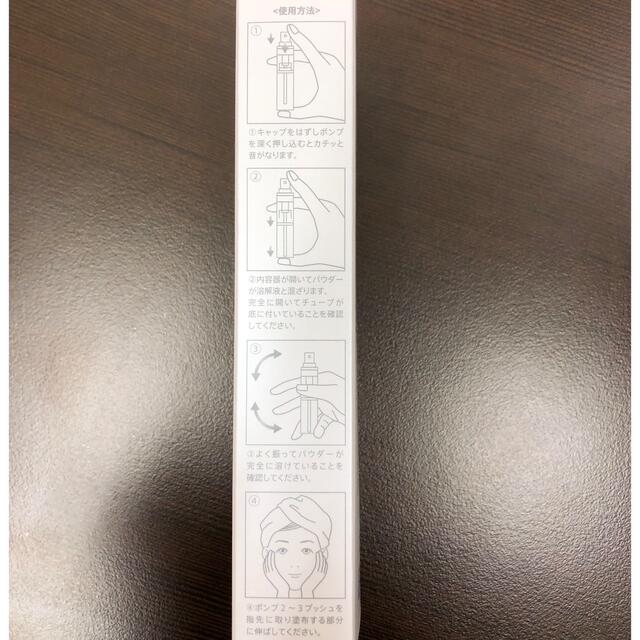 <使用方法>
①
①キャップをはずしポンプ
を深く押し込むとカチッと
音がなります。
②
②内容器が開いてパウダー
が溶解液と混ざります。
完全に開いてチューブが
底に付いていることを確認
してください。
③
③よく振ってパウダーが
完全に溶けていることを
確認してください。
④
④ポンプ2〜3プッシュを
指先に取り塗布する部分
に伸ばしてください。